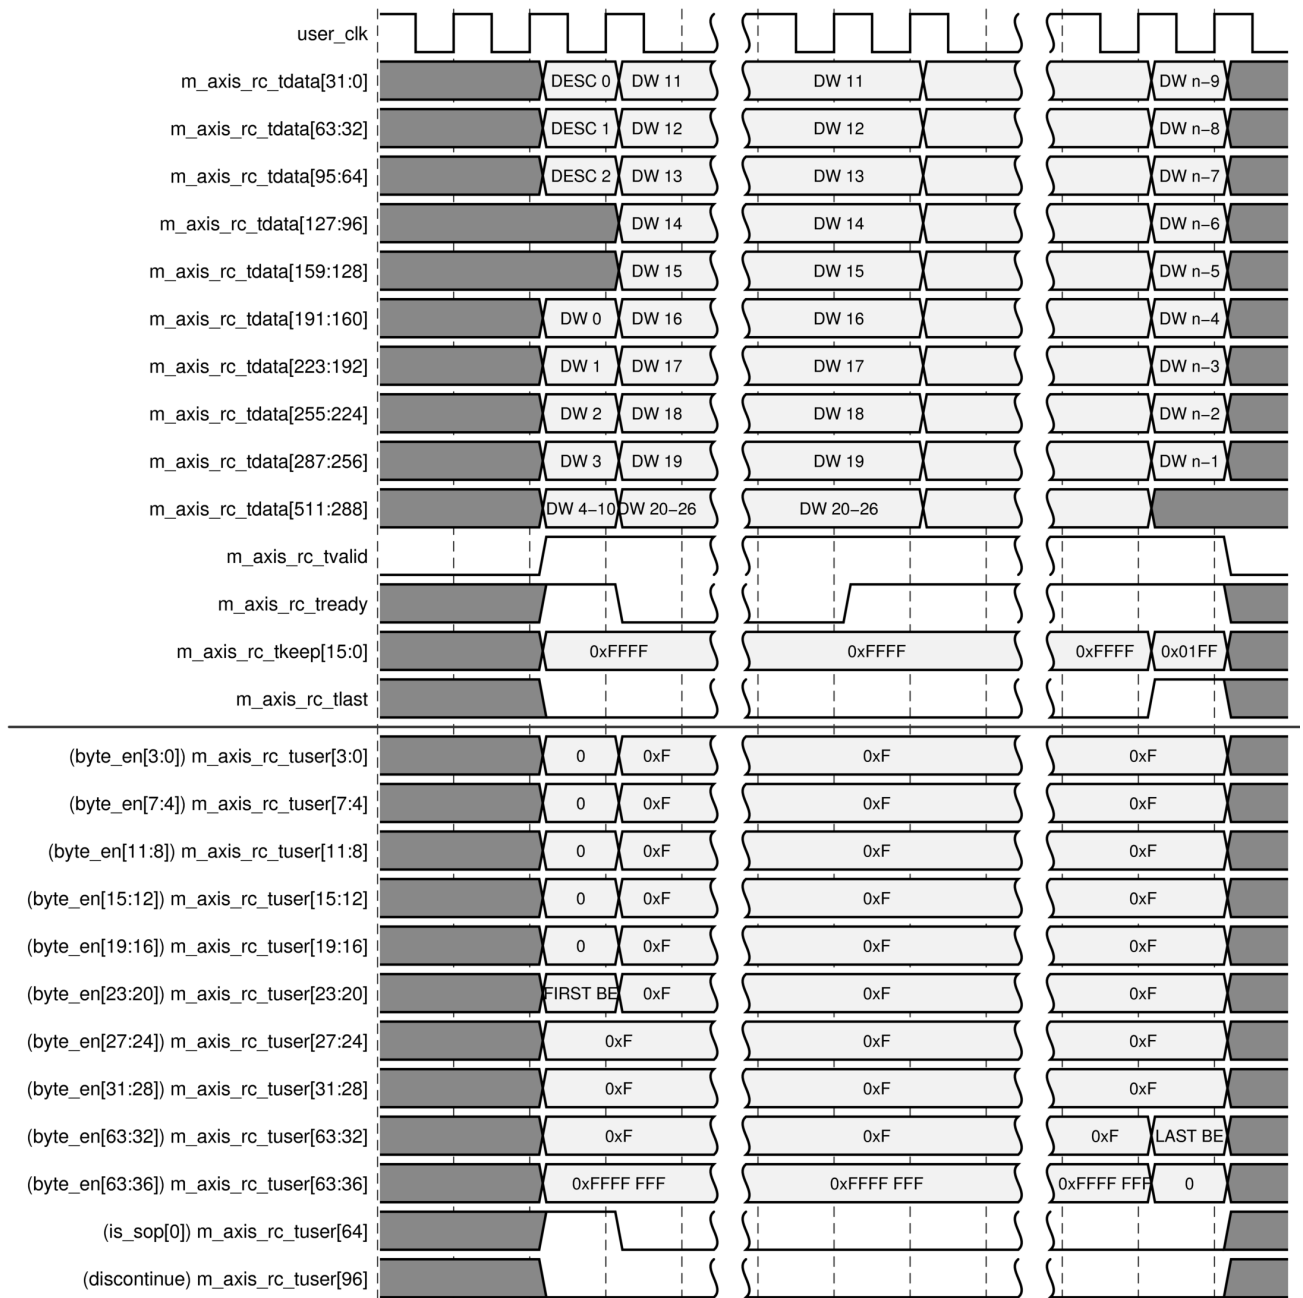 user_clk
m_axis_rc_tdata[31:0] DESC 0 DW 11 DW 11 DW n–9
m_axis_rc_tdata[63:32] DESC 1 DW 12 DW 12 DW n–8
m_axis_rc_tdata[95:64] DESC 2 DW 13 DW 13 DW n–7
m_axis_rc_tdata[127:96] DW 14 DW 14 DW n–6
m_axis_rc_tdata[159:128] DW 15 DW 15 DW n–5
m_axis_rc_tdata[191:160] DW 0 DW 16 DW 16 DW n–4
m_axis_rc_tdata[223:192] DW 1 DW 17 DW 17 DW n–3
m_axis_rc_tdata[255:224] DW 2 DW 18 DW 18 DW n–2
m_axis_rc_tdata[287:256] DW 3 DW 19 DW 19 DW n–1
m_axis_rc_tdata[511:288] DW 4–10 DW 20–26 DW 20–26
m_axis_rc_tvalid
m_axis_rc_tready
m_axis_rc_tkeep[15:0] 0xFFFF 0xFFFF 0xFFFF 0x01FF
m_axis_rc_tlast
(byte_en[3:0]) m_axis_rc_tuser[3:0] 0 0xF 0xF 0xF
(byte_en[7:4]) m_axis_rc_tuser[7:4] 0 0xF 0xF 0xF
(byte_en[11:8]) m_axis_rc_tuser[11:8] 0 0xF 0xF 0xF
(byte_en[15:12]) m_axis_rc_tuser[15:12] 0 0xF 0xF 0xF
(byte_en[19:16]) m_axis_rc_tuser[19:16] 0 0xF 0xF 0xF
(byte_en[23:20]) m_axis_rc_tuser[23:20] FIRST BE 0xF 0xF 0xF
(byte_en[27:24]) m_axis_rc_tuser[27:24] 0xF 0xF 0xF
(byte_en[31:28]) m_axis_rc_tuser[31:28] 0xF 0xF 0xF
(byte_en[63:32]) m_axis_rc_tuser[63:32] 0xF 0xF 0xF LAST BE
(byte_en[63:36]) m_axis_rc_tuser[63:36] 0xFFFF FFF 0xFFFF FFF 0xFFFF FFF 0
(is_sop[0]) m_axis_rc_tuser[64]
(discontinue) m_axis_rc_tuser[96]